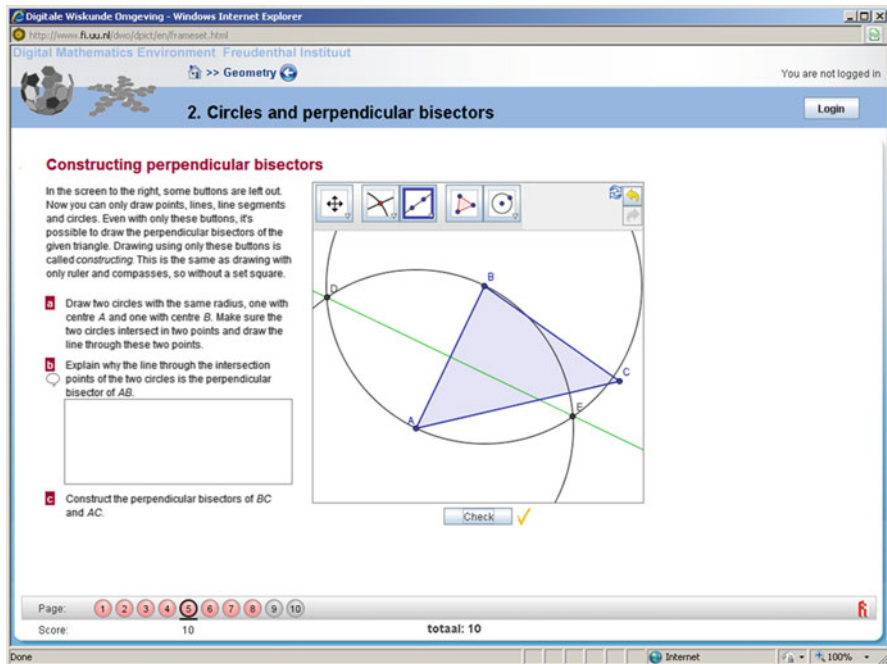 Digitale Wiskunde Omgeving - Windows Internet Explorer
http://www.fi.uu.nl/dwo/dpict/en/frameset.html
Digital Mathematics Environment Freudenthal Instituut
>> Geometry
You are not logged in
2. Circles and perpendicular bisectors
Login
Constructing perpendicular bisectors
In the screen to the right, some buttons are left out.
Now you can only draw points, lines, line segments
and circles. Even with only these buttons, it's
possible to draw the perpendicular bisectors of the
given triangle. Drawing using only these buttons is
called constructing. This is the same as drawing with
only ruler and compasses, so without a set square.
a Draw two circles with the same radius, one with
centre A and one with centre B. Make sure the
two circles intersect in two points and draw the
line through these two points.
b Explain why the line through the intersection
points of the two circles is the perpendicular
bisector of AB.
c Construct the perpendicular bisectors of BC
and AC.
D
B
C
A
E
Check
Page: 1 2 3 4 5 6 7 8 9 10
Score: 10 totaal: 10
Done
Internet
100%